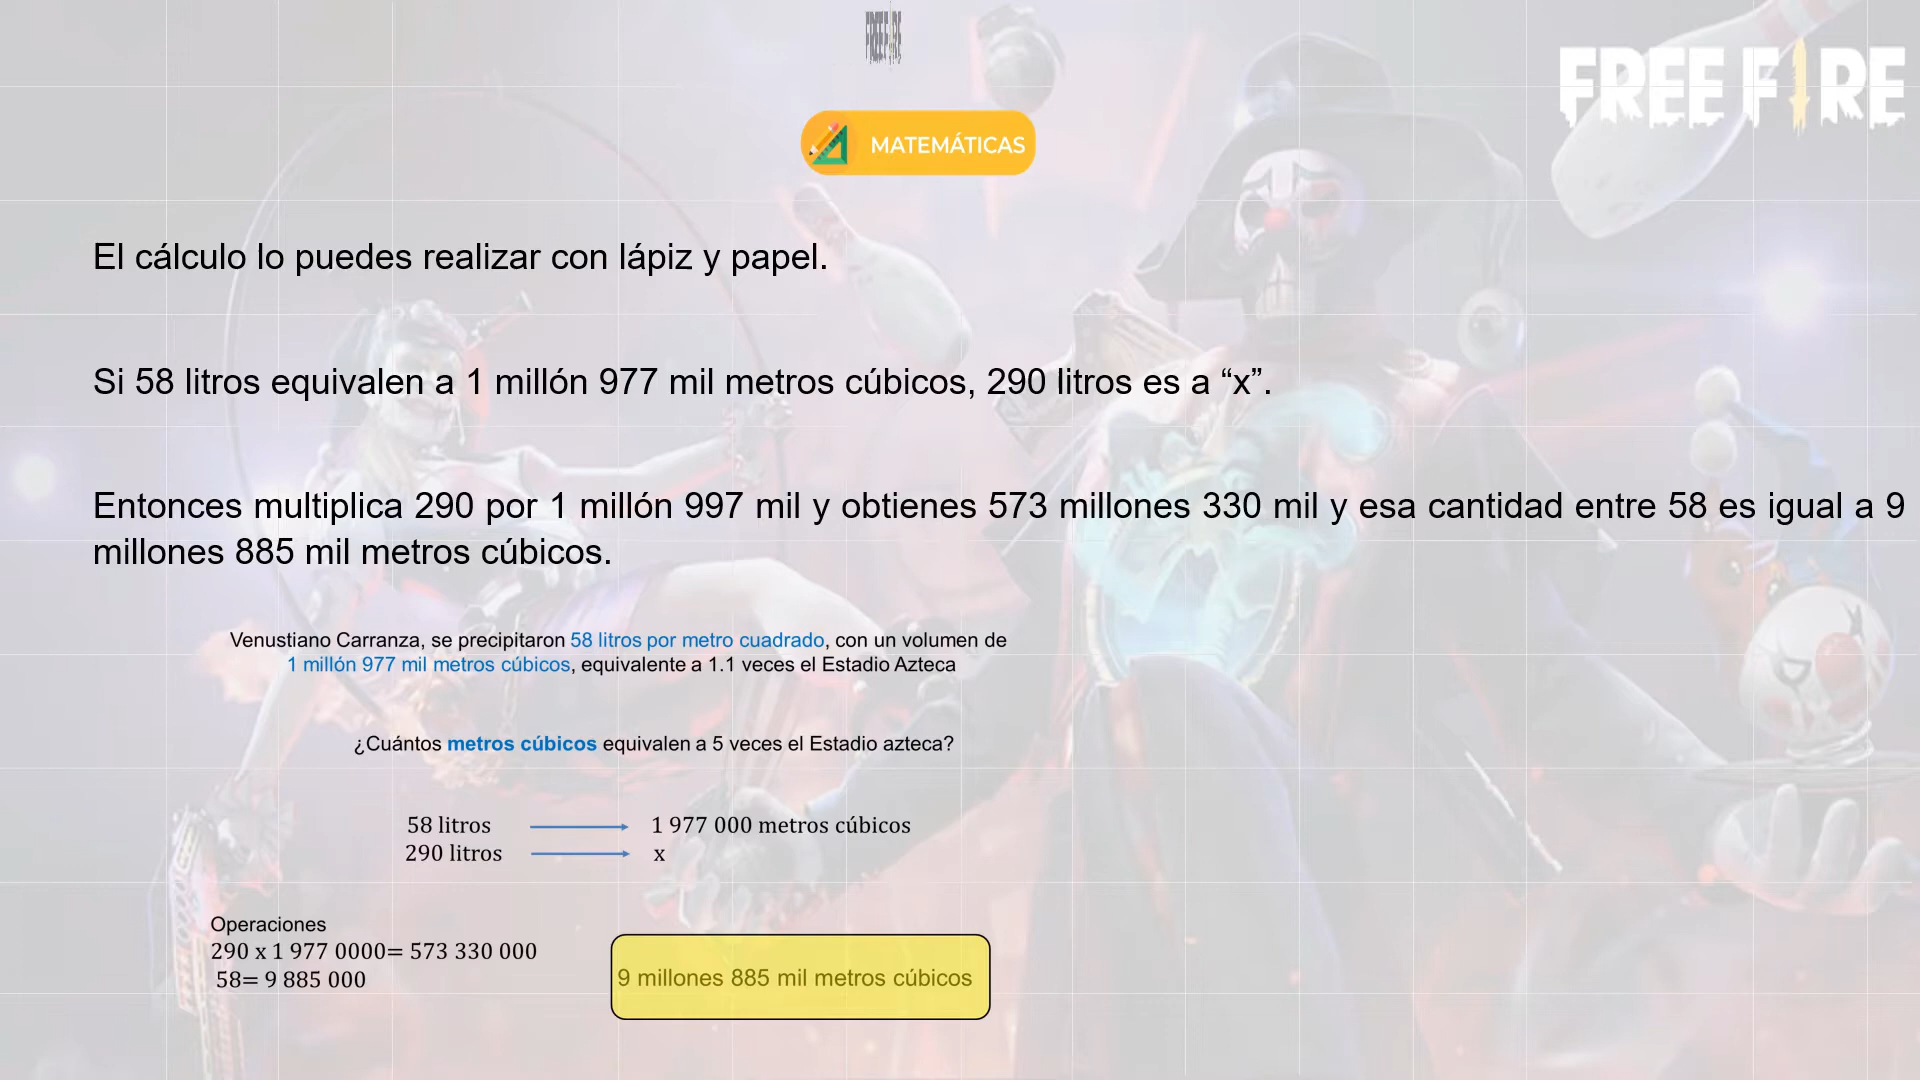 FREE FIRE
FREE FIRE
MATEMÁTICAS
El cálculo lo puedes realizar con lápiz y papel.
Si 58 litros equivalen a 1 millón 977 mil metros cúbicos, 290 litros es a “x”.
Entonces multiplica 290 por 1 millón 997 mil y obtienes 573 millones 330 mil y esa cantidad entre 58 es igual a 9
millones 885 mil metros cúbicos.
Venustiano Carranza, se precipitaron 58 litros por metro cuadrado, con un volumen de
1 millón 977 mil metros cúbicos, equivalente a 1.1 veces el Estadio Azteca
¿Cuántos metros cúbicos equivalen a 5 veces el Estadio azteca?
58 litros 1 977 000 metros cúbicos
290 litros x
Operaciones
290 x 1 977 0000= 573 330 000
58= 9 885 000
9 millones 885 mil metros cúbicos